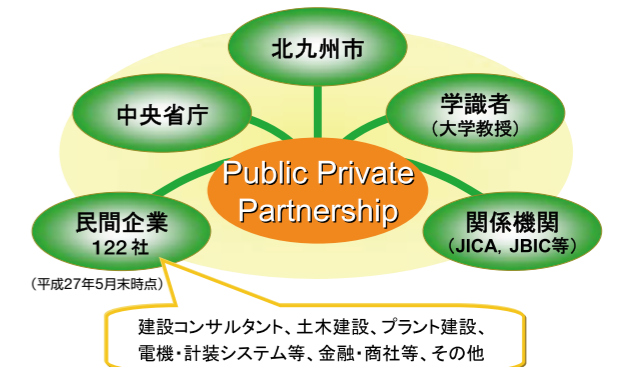 北九州市
中央省庁
学識者
（大学教授）
Public Private
Partnership
民間企業
122社
関係機関
（JICA, JBIC等）
（平成27年5月末時点）
建設コンサルタント、土木建設、プラント建設、
電機・計装システム等、金融・商社等、その他